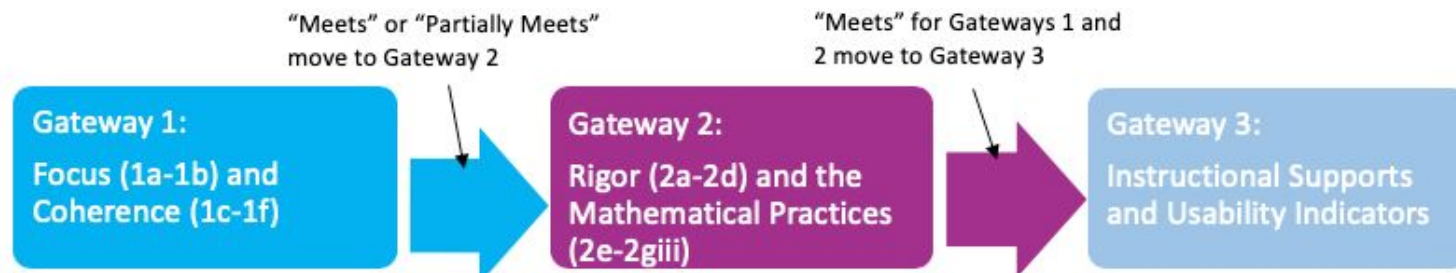 “Meets” or “Partially Meets”
move to Gateway 2
“Meets” for Gateways 1 and
2 move to Gateway 3
Gateway 1:
Focus (1a-1b) and
Coherence (1c-1f)
Gateway 2:
Rigor (2a-2d) and the
Mathematical Practices
(2e-2giii)
Gateway 3:
Instructional Supports
and Usability Indicators